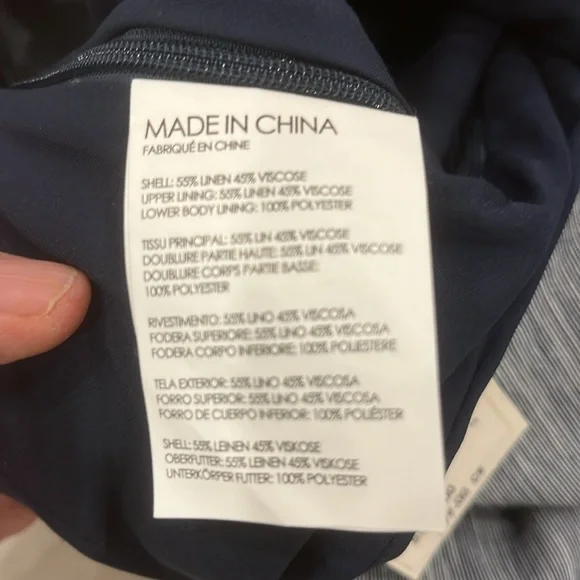 MADE IN CHINA
FABRIQUÉ EN CHINE
SHELL: 55% LINEN 45% VISCOSE
UPPER LINING: 55% LINEN 45% VISCOSE
LOWER BODY LINING: 100% POLYESTER
TISSU PRINCIPAL: 55% LIN 45% VISCOSE
DOUBLURE PARTIE HAUTE: 55% LIN 45% VISCOSE
DOUBLURE CORPS PARTIE BASSE:
100% POLYESTER
RIVESTIMENTO: 55% LINO 45% VISCOSA
FODERA SUPERIORE: 55% LINO 45% VISCOSA
FODERA CORPO INFERIORE: 100% POLIESTERE
TELA EXTERIOR: 55% LINO 45% VISCOSA
FORRO SUPERIOR: 55% LINO 45% VISCOSA
FORRO DE CUERPO INFERIOR: 100% POLIÉSTER
SHELL: 55% LEINEN 45% VISKOSE
OBERFUTTER: 55% LEINEN 45% VISKOSE
UNTERKÖRPER FUTTER: 100% POLYESTER